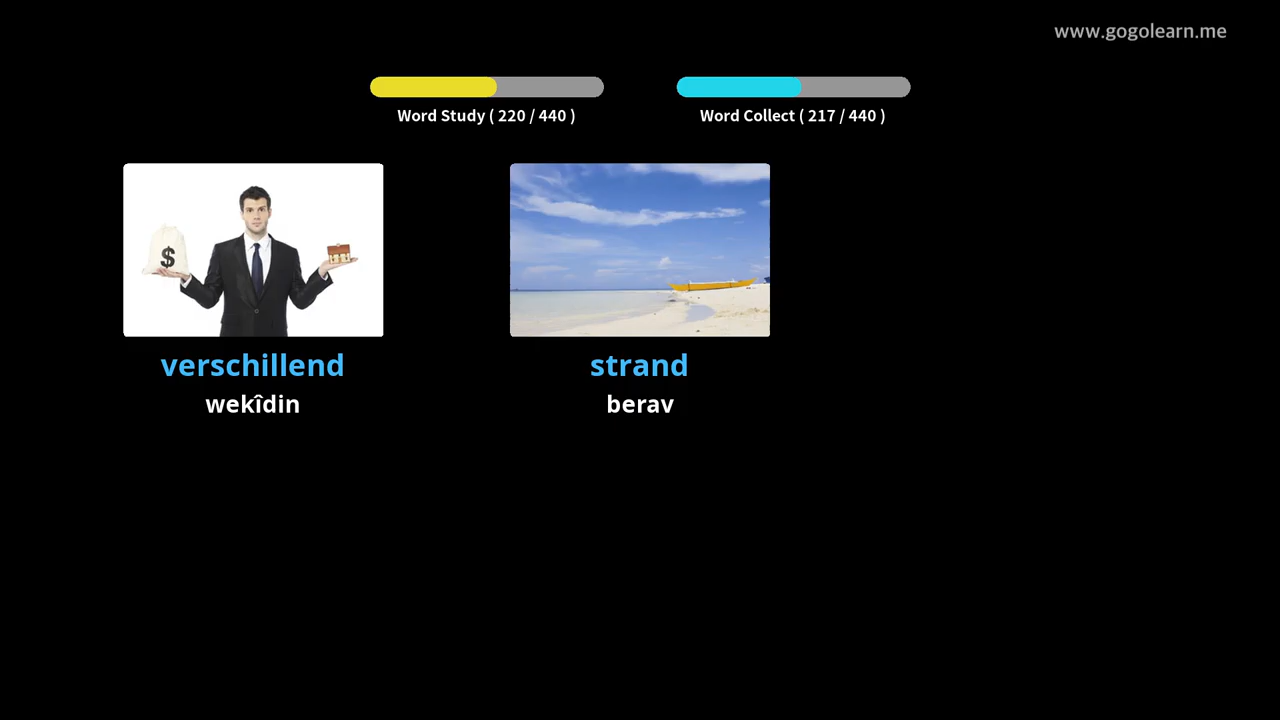 www.gogolearn.me
Word Study ( 220 / 440 )
Word Collect ( 217 / 440 )
$
verschillend
wekîdin
strand
berav